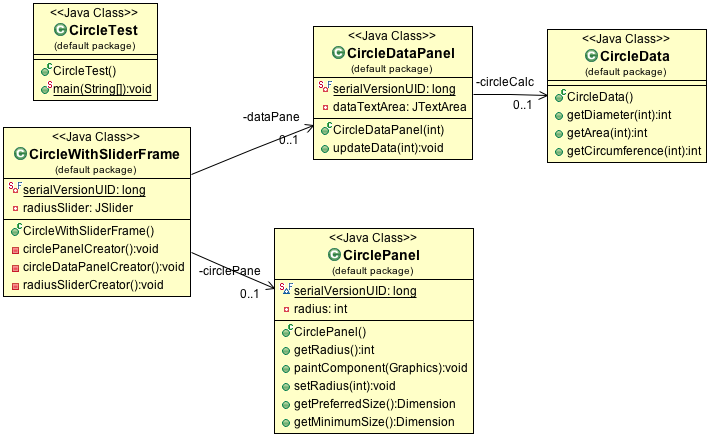 <<Java Class>>
CircleTest
(default package)
CircleTest()
main(String[]):void
<<Java Class>>
CircleDataPanel
(default package)
serialVersionUID: long
dataTextArea: JTextArea
CircleDataPanel(int)
updateData(int):void
<<Java Class>>
CircleData
(default package)
CircleData()
getDiameter(int):int
getArea(int):int
getCircumference(int):int
-circleCalc
0..1
-dataPane
0..1
<<Java Class>>
CircleWithSliderFrame
(default package)
serialVersionUID: long
radiusSlider: JSlider
CircleWithSliderFrame()
circlePanelCreator():void
circleDataPanelCreator():void
radiusSliderCreator():void
-circlePane
0..1
<<Java Class>>
CirclePanel
(default package)
serialVersionUID: long
radius: int
CirclePanel()
getRadius():int
paintComponent(Graphics):void
setRadius(int):void
getPreferredSize():Dimension
getMinimumSize():Dimension